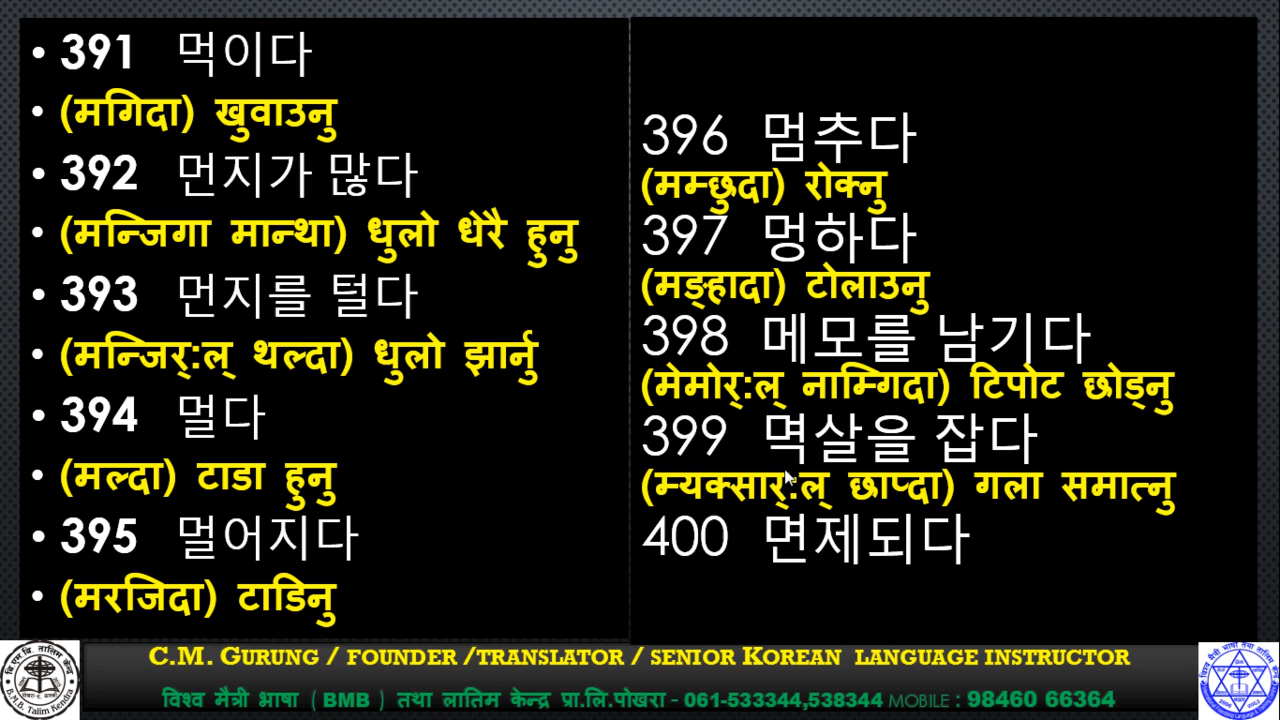 • 391 먹이다
• (मगिदा) खुवाउनु
• 392 먼지가 많다
• (मन्जिगा मान्था) धुलो धेरै हुनु
• 393 먼지를 털다
• (मन्जिर्:ल् थल्दा) धुलो झार्नु
• 394 멀다
• (मल्दा) टाडा हुनु
• 395 멀어지다
• (मरजिदा) टाडिनु
396 멈추다
(मम्छुदा) रोक्नु
397 멍하다
(मङ्हादा) टोलाउनु
398 메모를 남기다
(मेमोर्:ल् नाम्गिदा) टिपोट छोड्नु
399 멱살을 잡다
(म्यक्सार्:ल् छाप्दा) गला समात्नु
400 면제되다
C.M. GURUNG / FOUNDER /TRANSLATOR / SENIOR KOREAN LANGUAGE INSTRUCTOR
विश्व मैत्री भाषा ( BMB ) तथा लातिम केन्द्र प्रा.लि.पोखरा - 061-533344,538344 MOBILE : 98460 66364
B.M.B. Talim Kendra